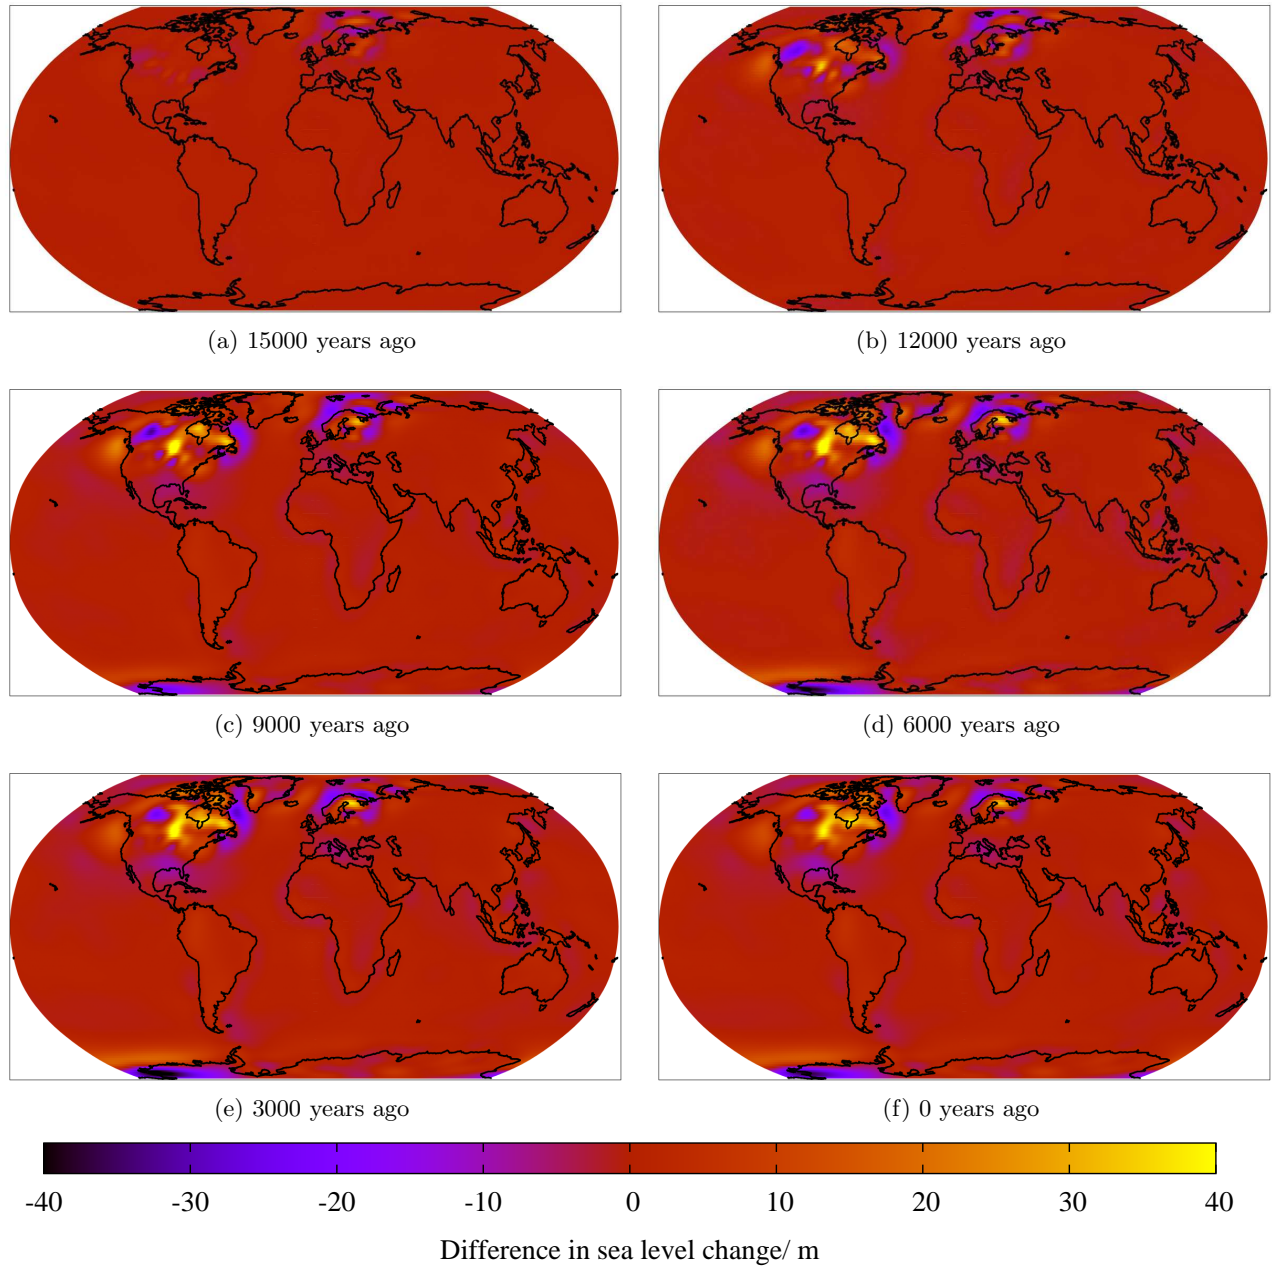 (a) 15000 years ago
(b) 12000 years ago
(c) 9000 years ago
(d) 6000 years ago
(e) 3000 years ago
(f) 0 years ago
-40 -30 -20 -10 0 10 20 30 40
Difference in sea level change/ m